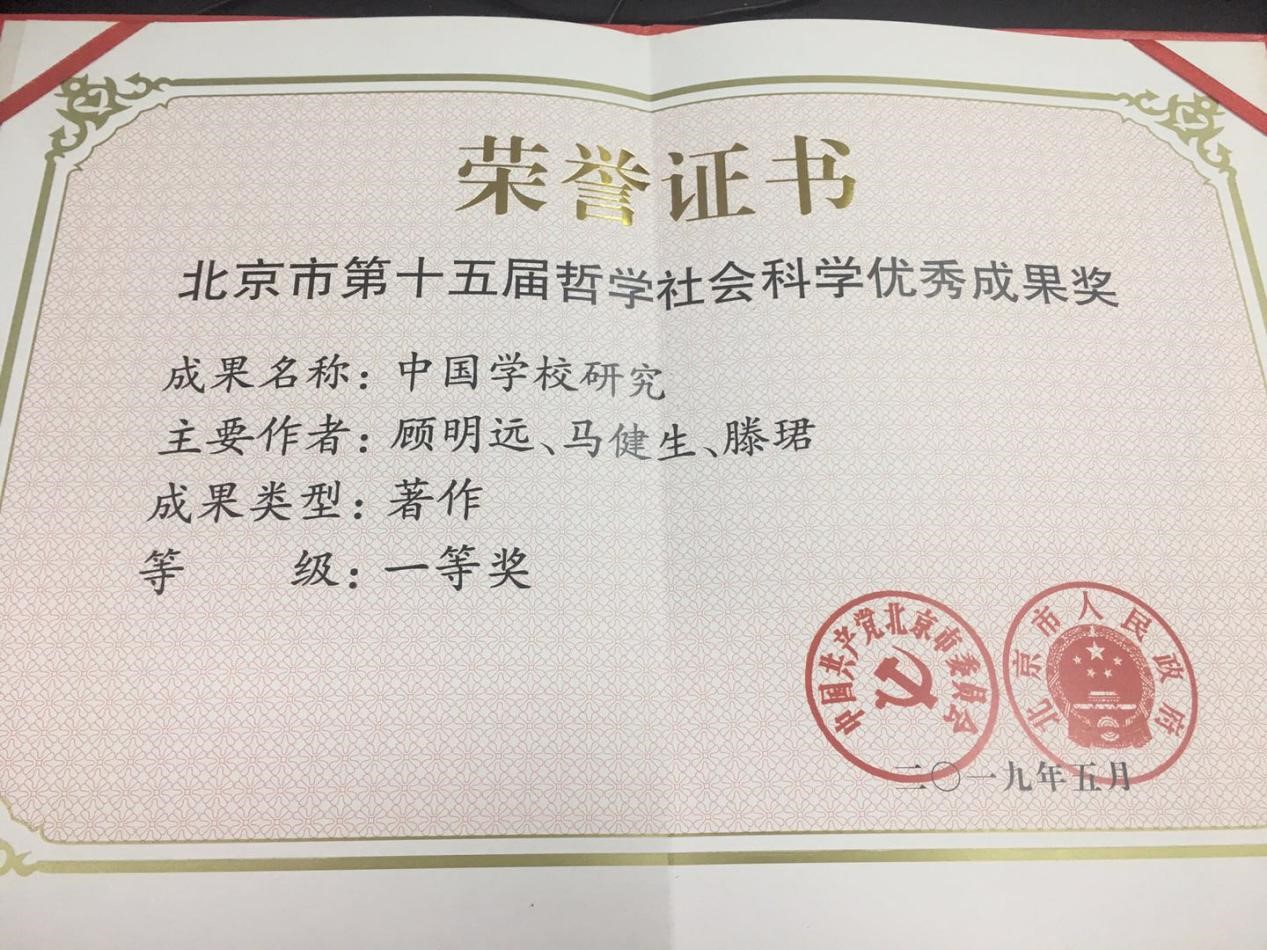 荣誉证书
北京市第十五届哲学社会科学优秀成果奖
成果名称：中国学校研究
主要作者：顾明远、马健生、滕珺
成果类型：著作
等　　级：一等奖
中国共产党北京市委员会
北京市人民政府
二〇一九年五月